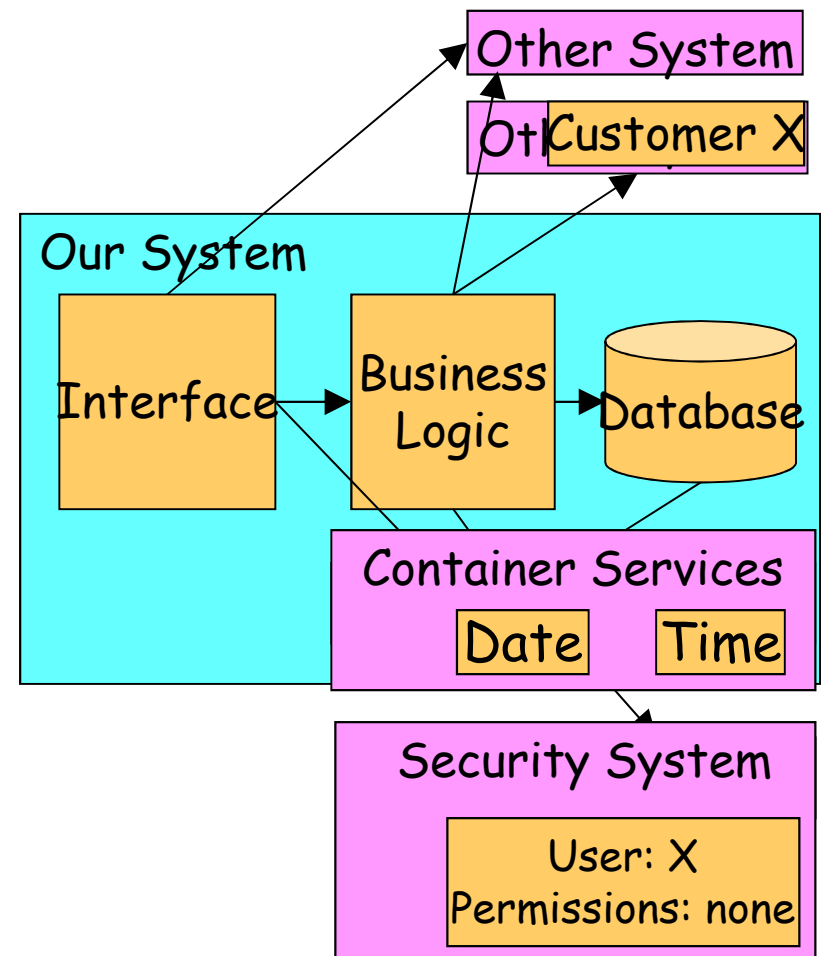 Other System
Customer X
Our System
Interface
Business
Logic
Database
Container Services
Date
Time
Security System
User: X
Permissions: none